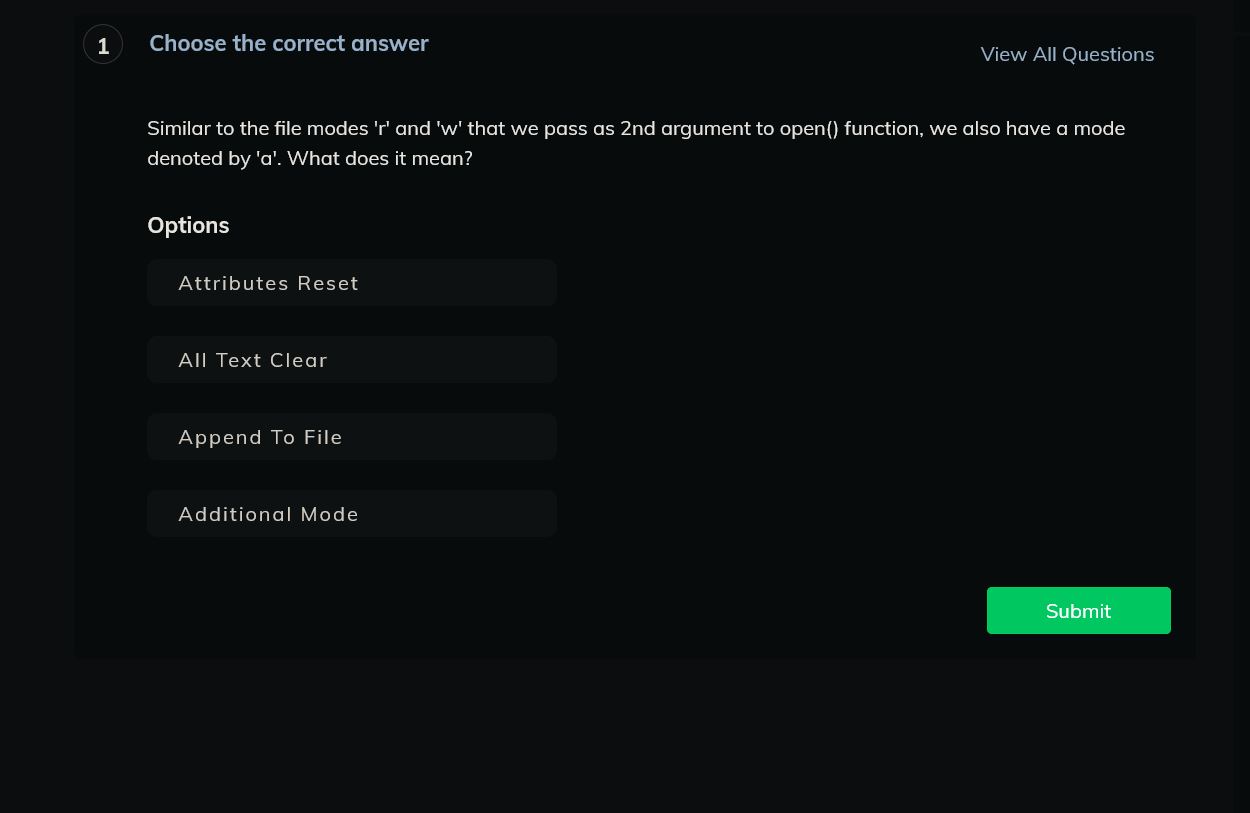 1
Choose the correct answer
View All Questions
Similar to the file modes 'r' and 'w' that we pass as 2nd argument to open() function, we also have a mode
denoted by 'a'. What does it mean?
Options
Attributes Reset
All Text Clear
Append To File
Additional Mode
Submit